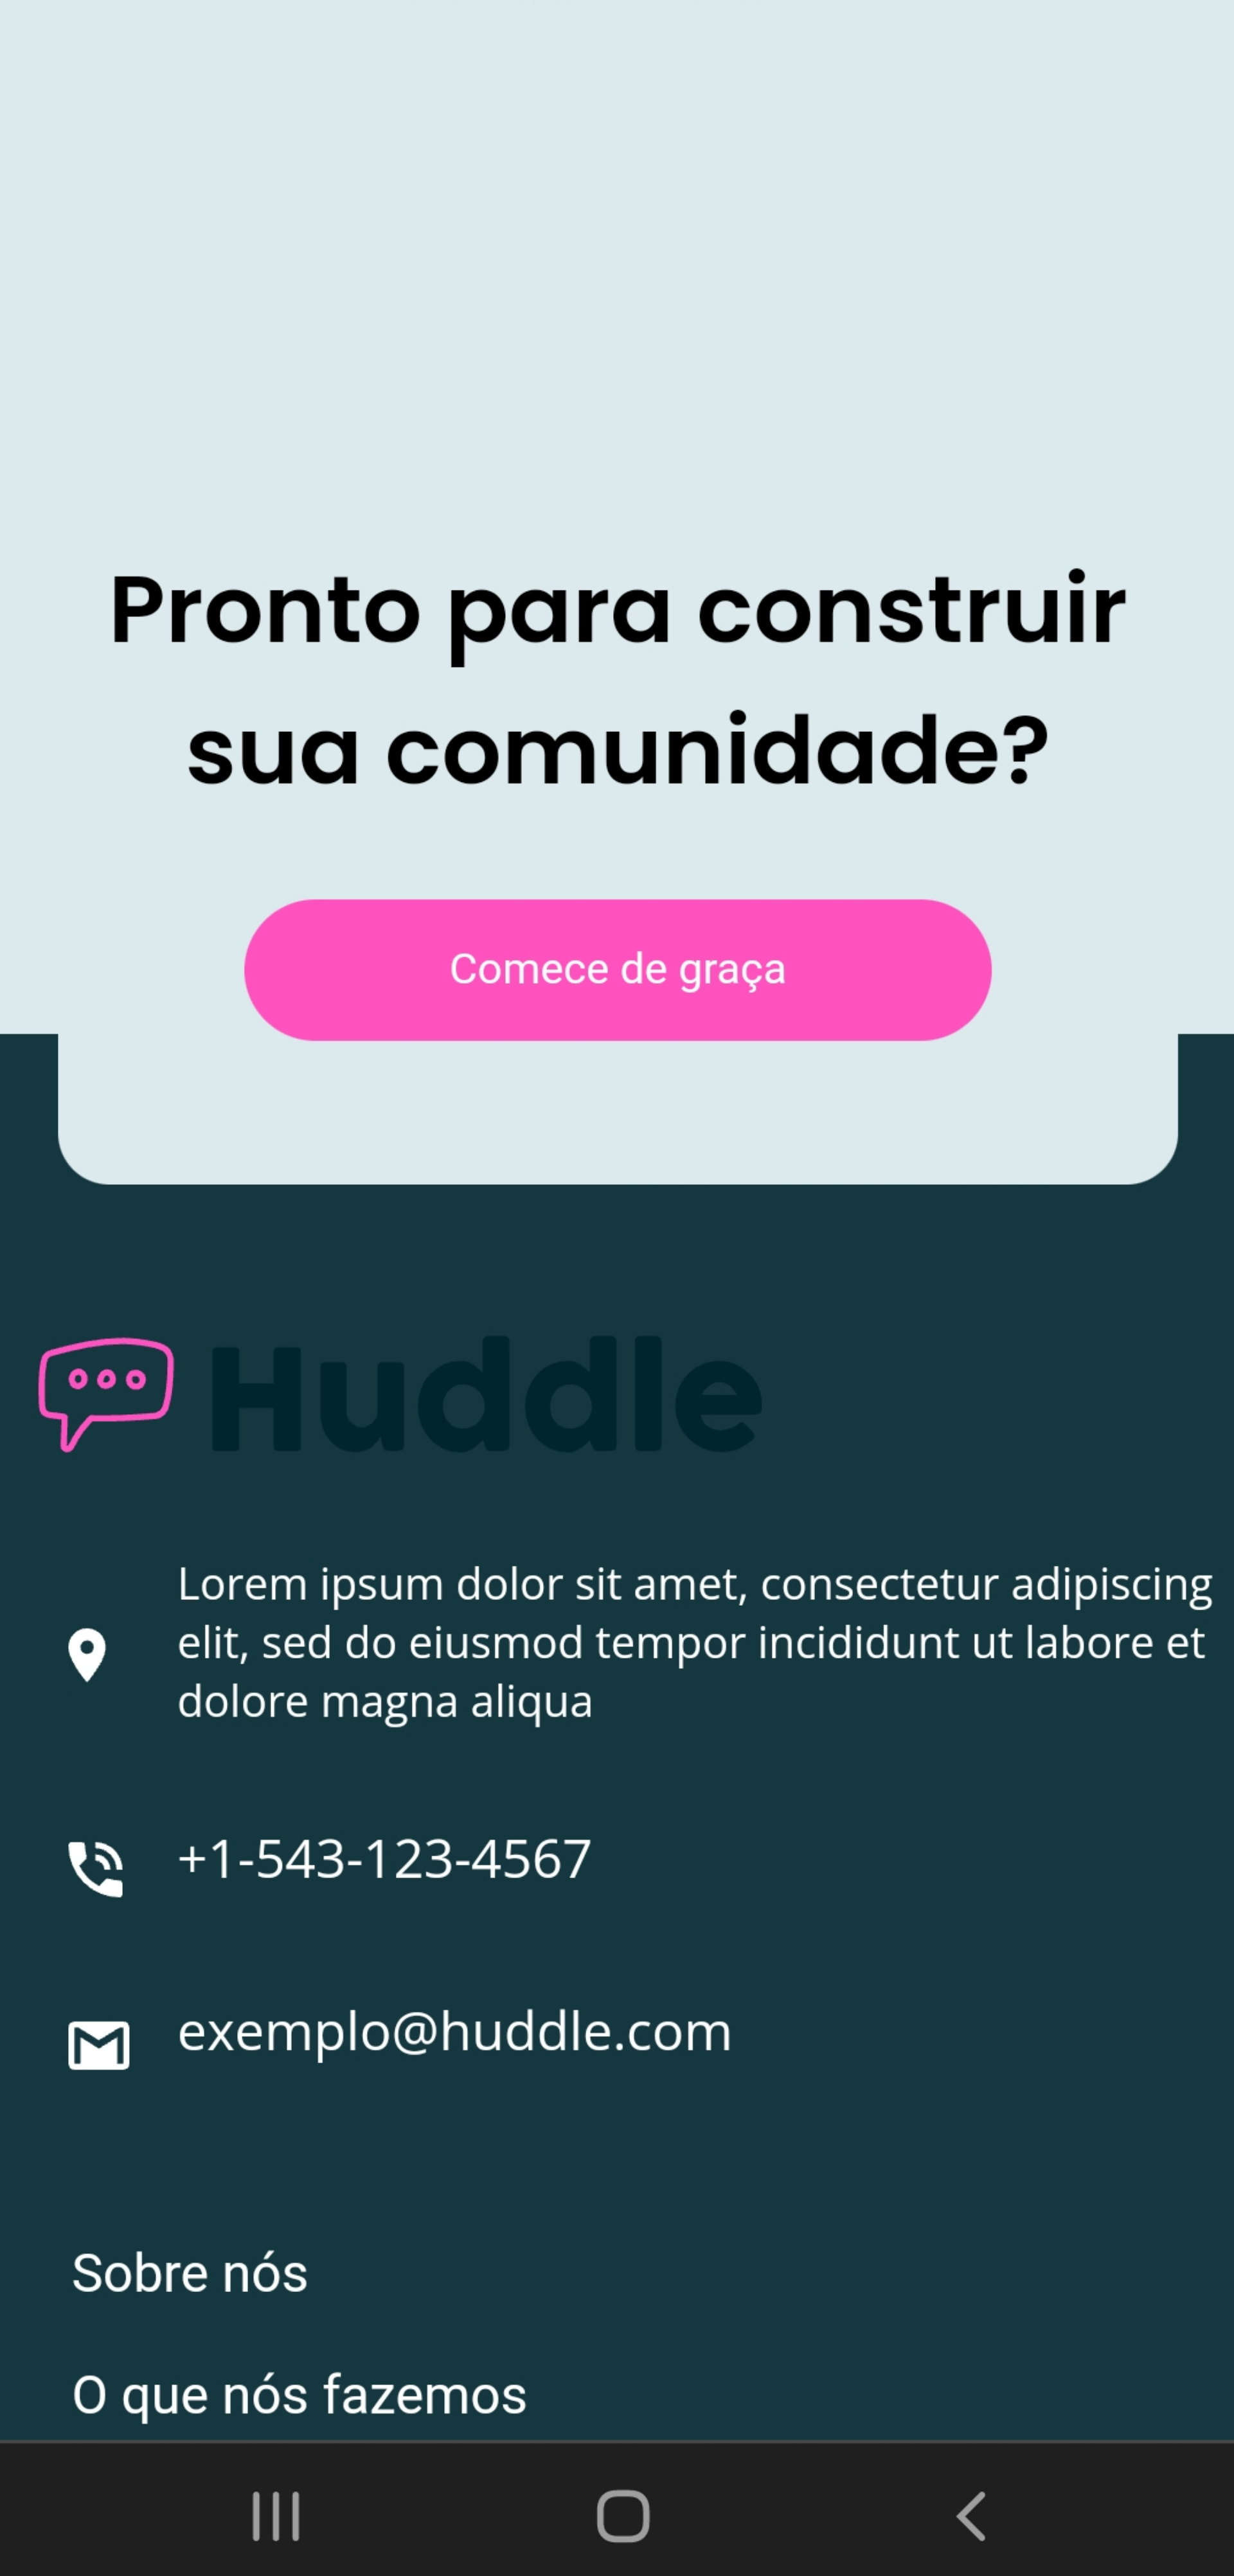 Pronto para construir
sua comunidade?
Comece de graça
Huddle
Lorem ipsum dolor sit amet, consectetur adipiscing
elit, sed do eiusmod tempor incididunt ut labore et
dolore magna aliqua
+1-543-123-4567
exemplo@huddle.com
Sobre nós
O que nós fazemos